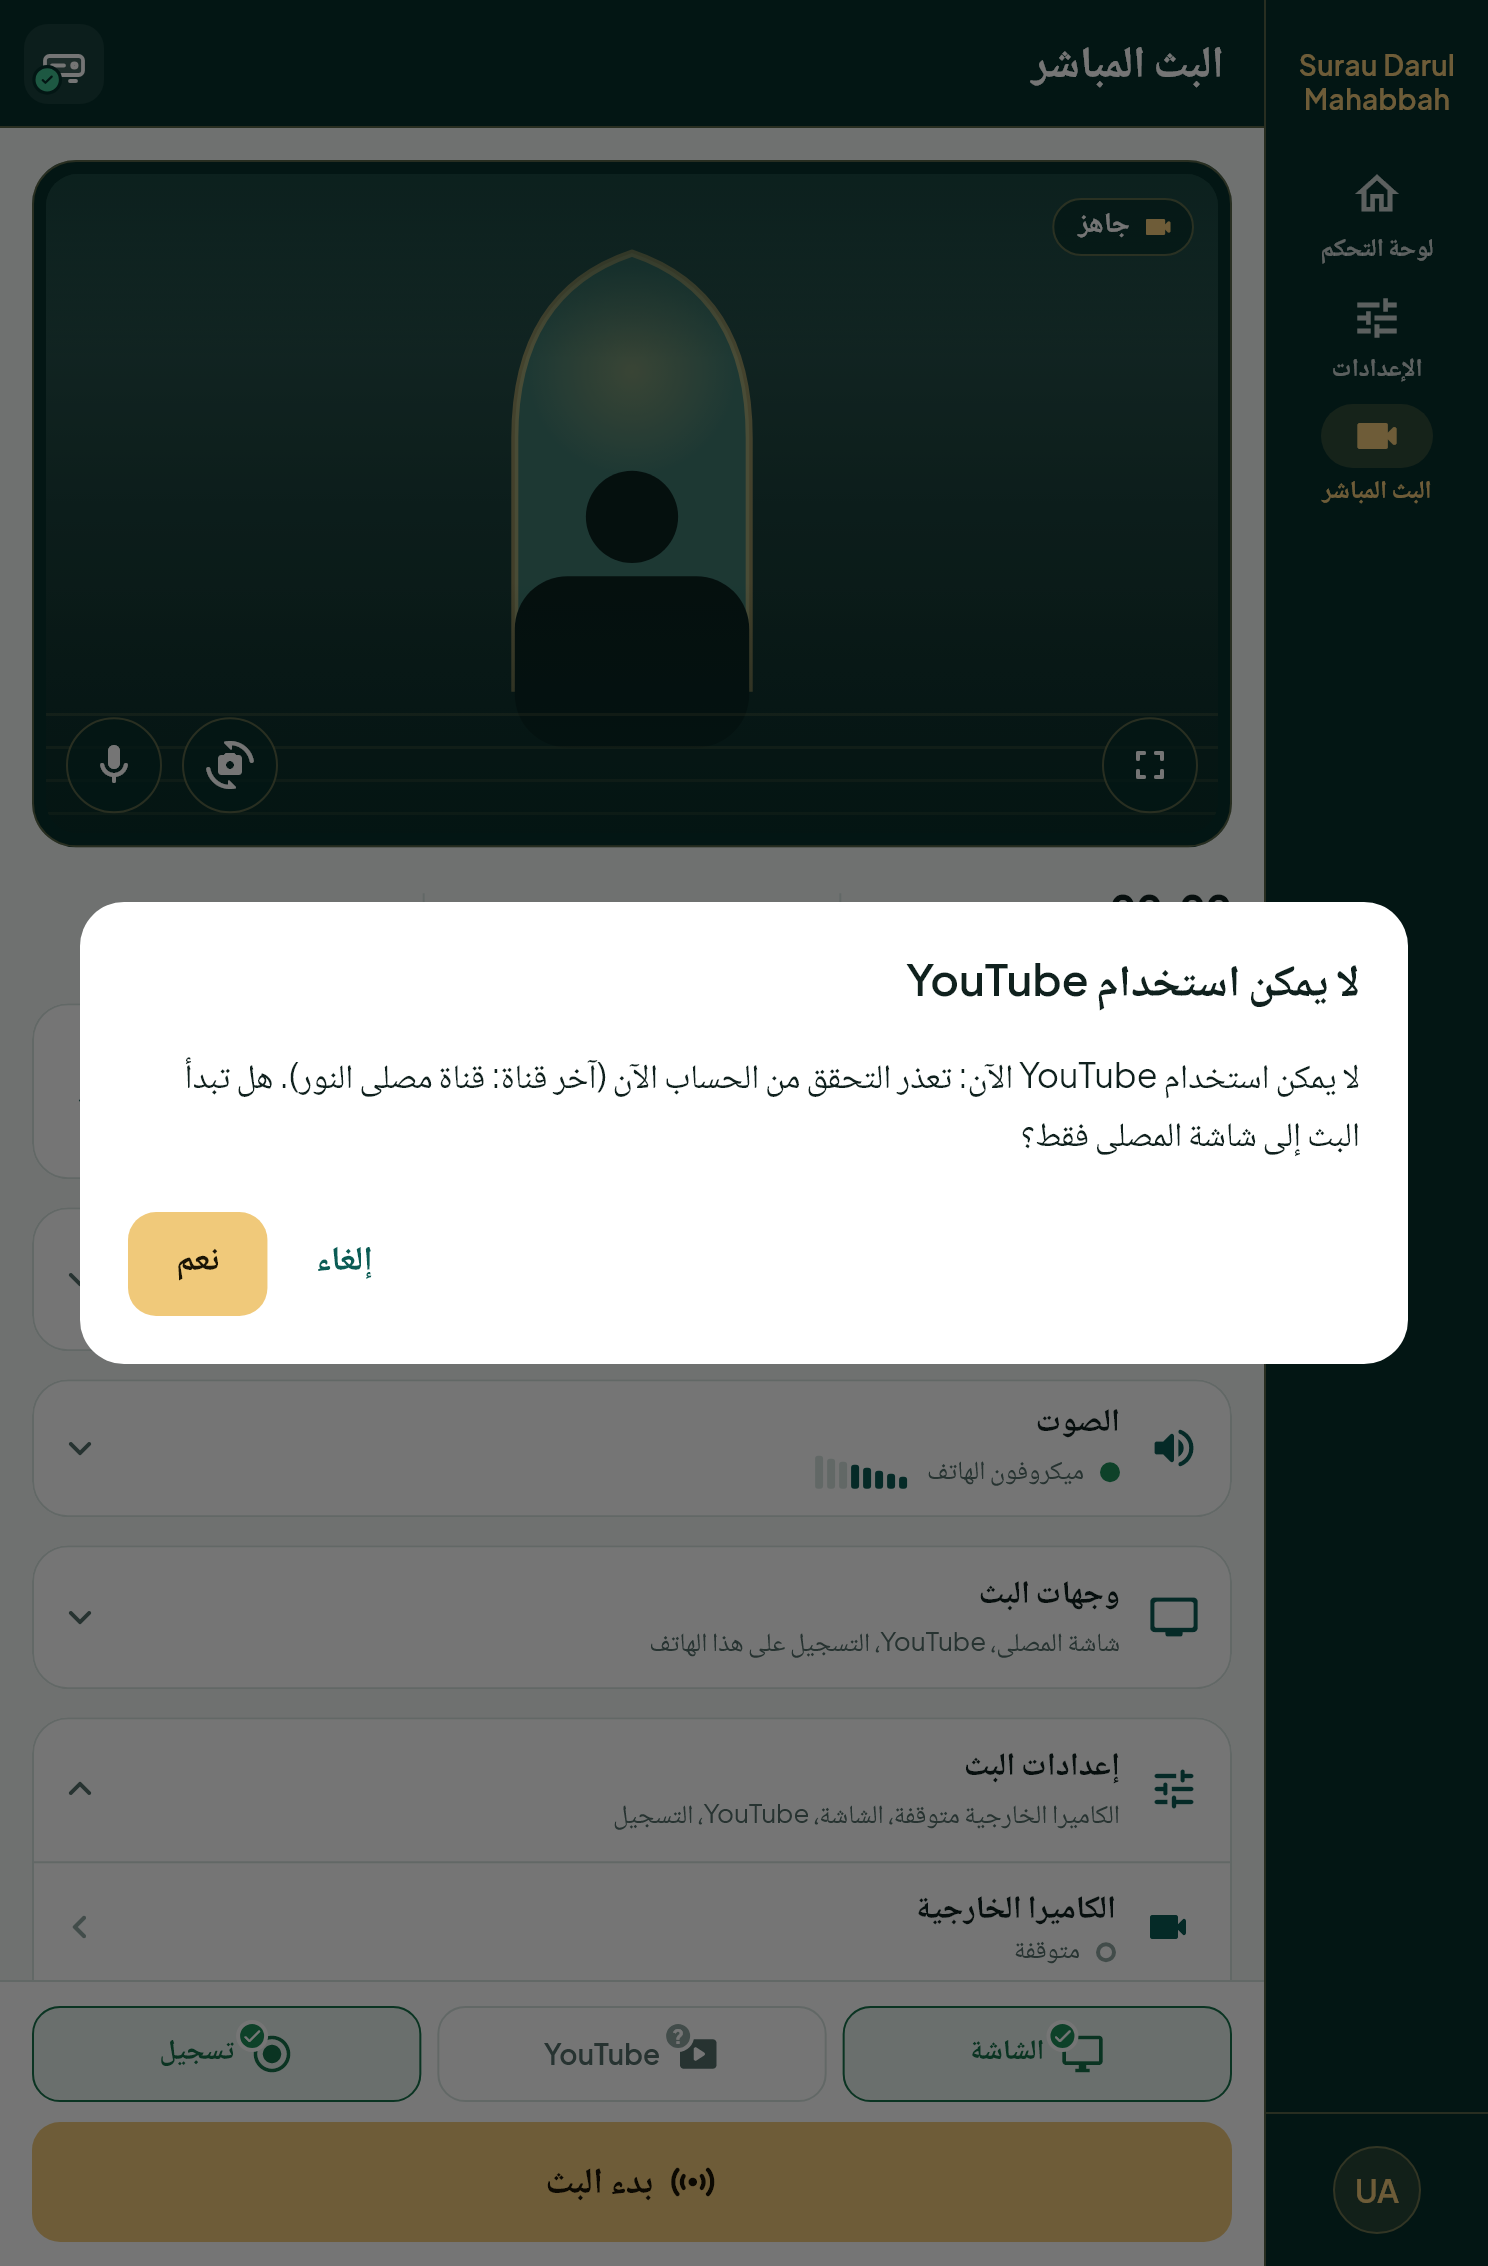 Surau Darul
Mahabbah
لوحة التحكم
الإعدادات
البث المباشر
UA
البث المباشر
جاهز
لا يمكن استخدام YouTube
لا يمكن استخدام YouTube الآن: تعذر التحقق من الحساب الآن (آخر قناة: قناة مصلى النور). هل تبدأ
البث إلى شاشة المصلى فقط؟
إلغاء
نعم
الصوت
ميكروفون الهاتف
وجهات البث
شاشة المصلى، YouTube، التسجيل على هذا الهاتف
إعدادات البث
الكاميرا الخارجية متوقفة، الشاشة، YouTube، التسجيل
الكاميرا الخارجية
متوقفة
الشاشة
YouTube
تسجيل
بدء البث